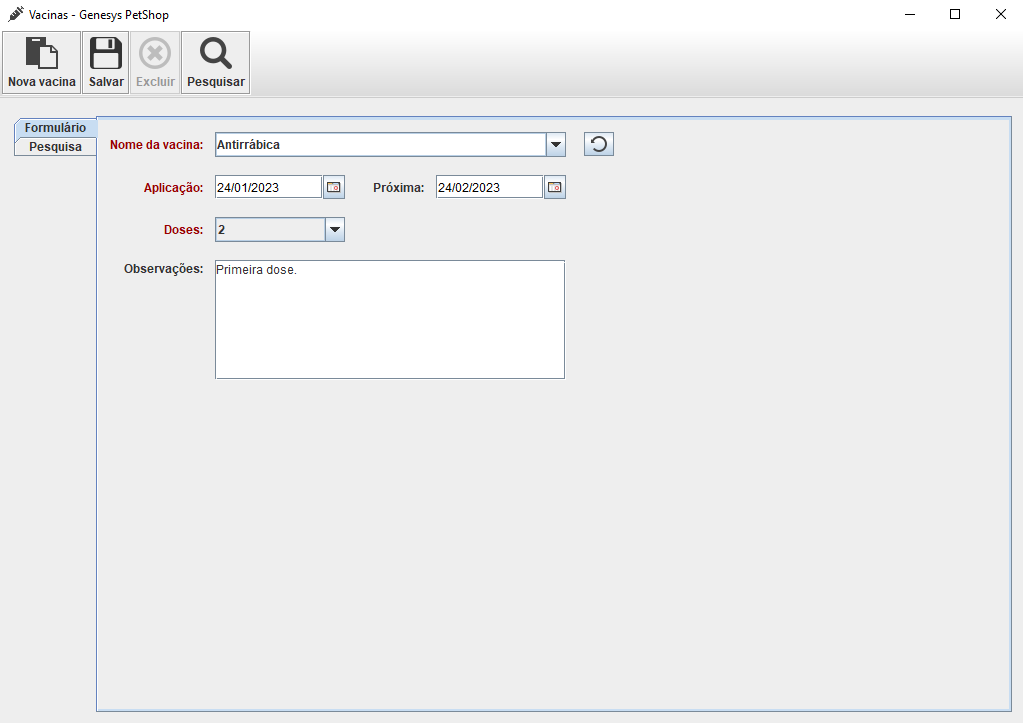 Vacinas - Genesys PetShop
Nova vacina Salvar Excluir Pesquisar
Formulário
Pesquisa
Nome da vacina: Antirrábica
Aplicação: 24/01/2023 Próxima: 24/02/2023
Doses: 2
Observações: Primeira dose.